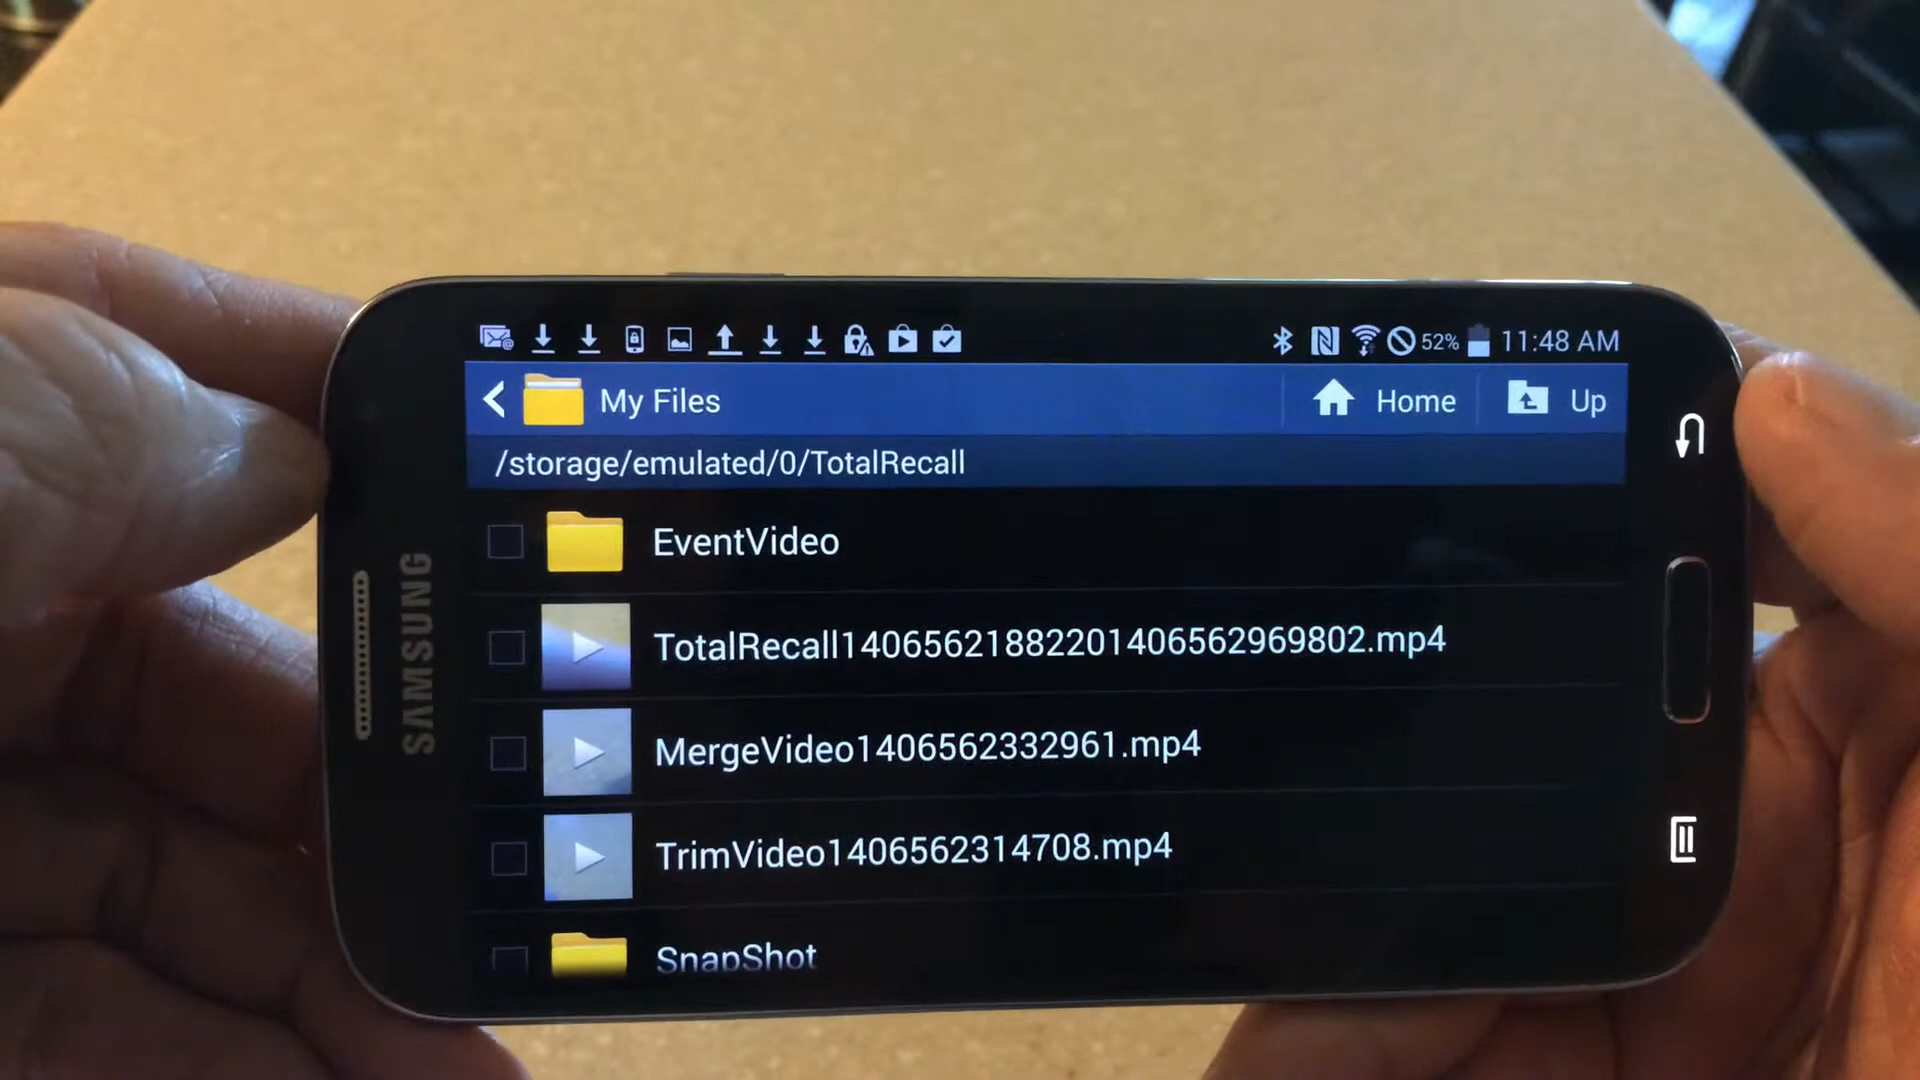 52% 11:48 AM
My Files Home Up
/storage/emulated/0/TotalRecall
EventVideo
TotalRecall14065621882201406562969802.mp4
MergeVideo1406562332961.mp4
TrimVideo1406562314708.mp4
SnapShot
SAMSUNG